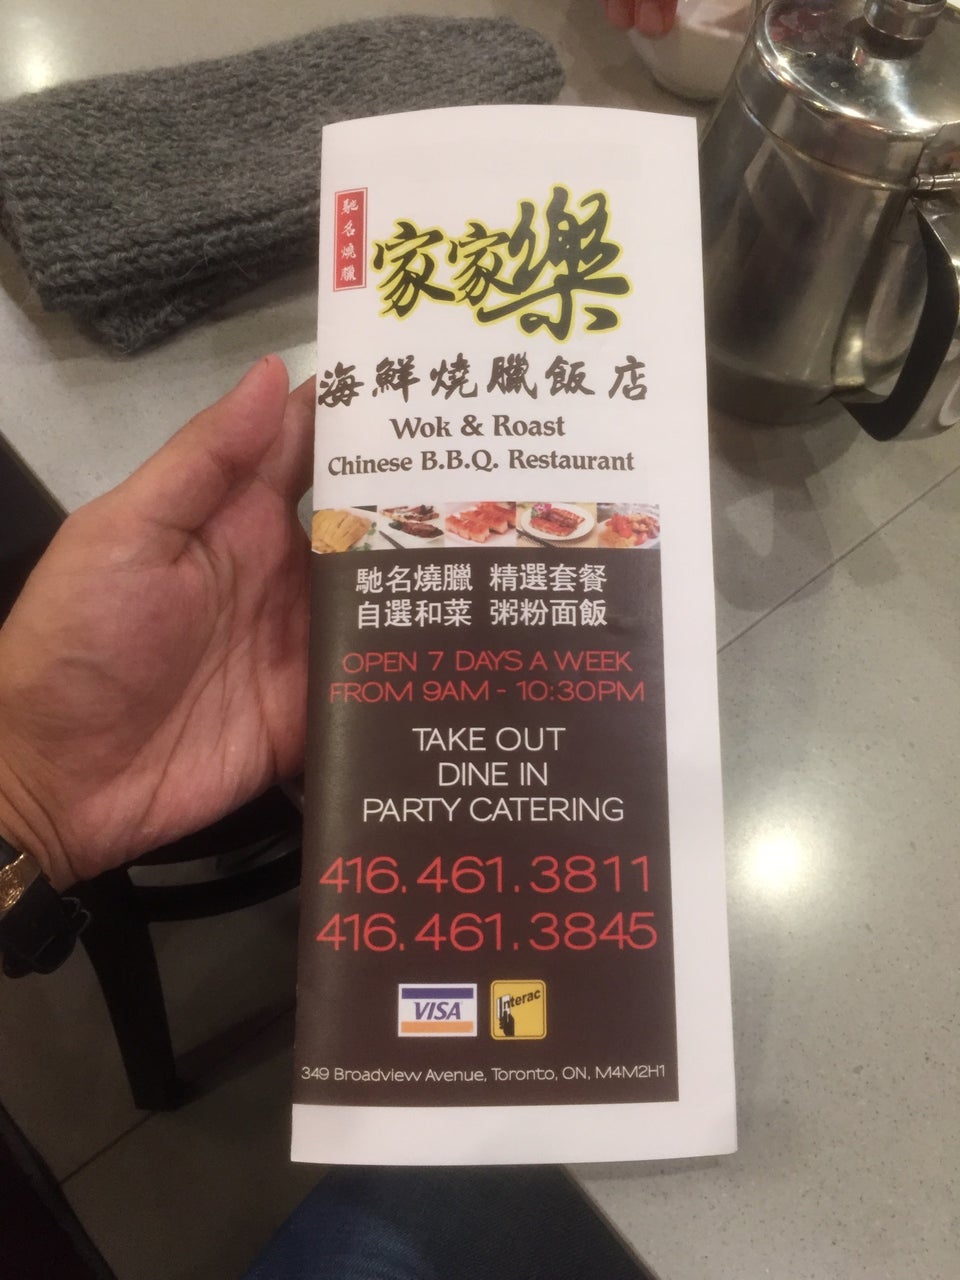 馳名燒臘
家家樂
海鮮燒臘飯店
Wok & Roast
Chinese B.B.Q. Restaurant
馳名燒臘 精選套餐
自選和菜 粥粉面飯
OPEN 7 DAYS A WEEK
FROM 9AM - 10:30PM
TAKE OUT
DINE IN
PARTY CATERING
416.461.3811
416.461.3845
VISA
Interac
349 Broadview Avenue, Toronto, ON, M4M2H1